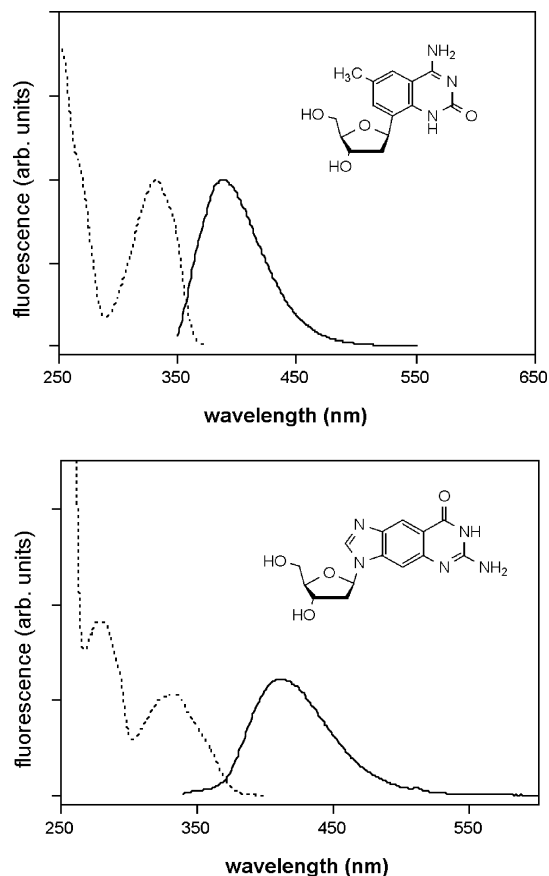 fluorescence (arb. units)
NH₂
H₃C
N
N
H
O
HO
O
HO
250 350 450 550 650
wavelength (nm)
fluorescence (arb. units)
O
N
NH
HO
O
N
N
NH₂
HO
250 350 450 550
wavelength (nm)